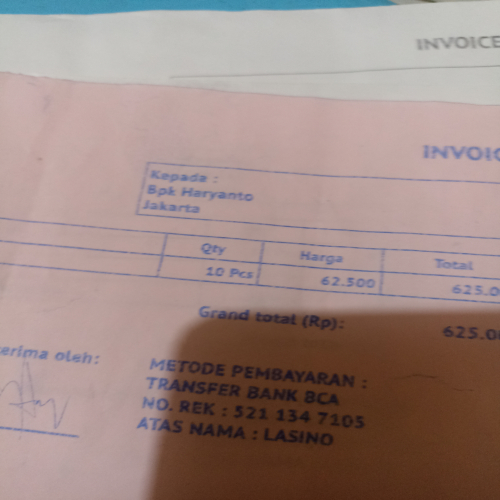 INVOICE
INVOIC
Kepada :
Bpk Haryanto
Jakarta
Qty Harga Total
10 Pcs 62.500 625.0
Grand total (Rp): 625.0
erima oleh:
METODE PEMBAYARAN :
TRANSFER BANK BCA
NO. REK : 521 134 7105
ATAS NAMA : LASINO